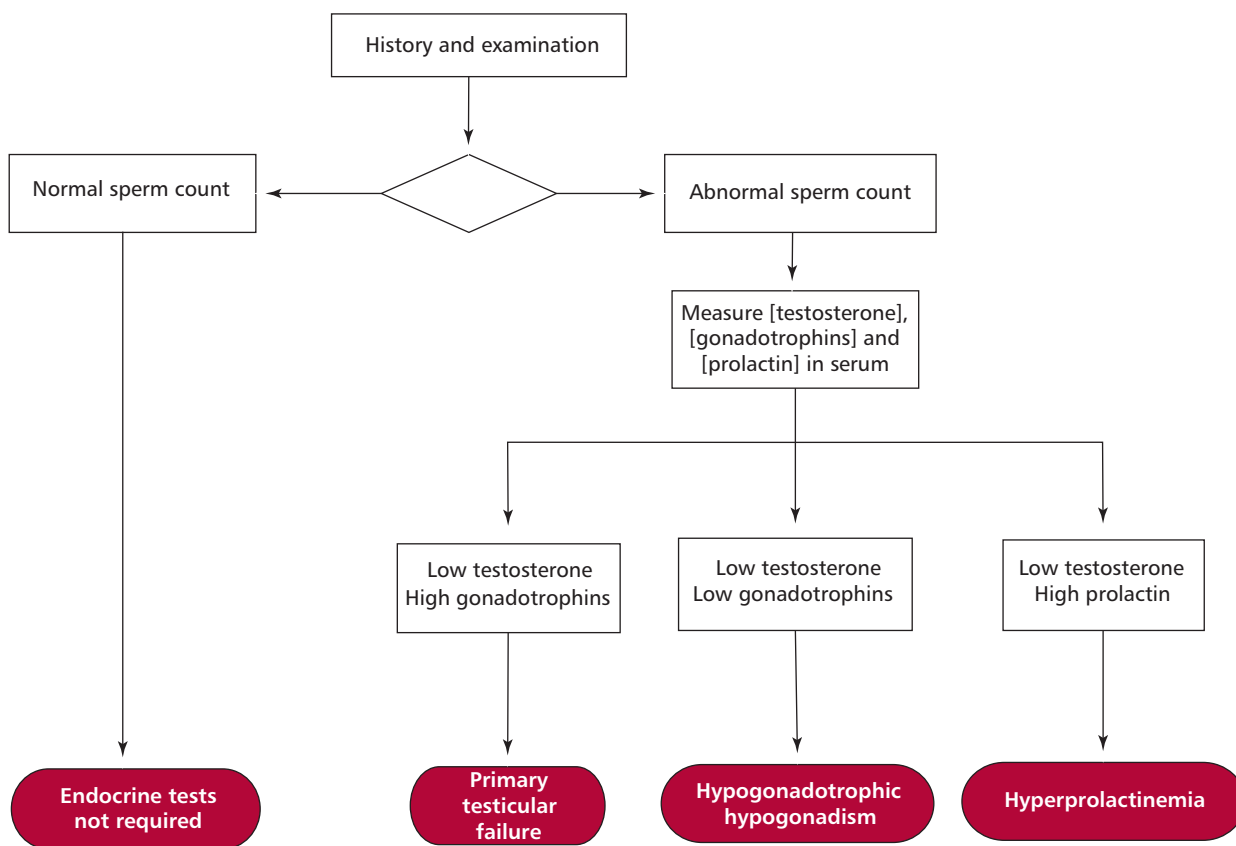 History and examination
Normal sperm count
Abnormal sperm count
Measure [testosterone],
[gonadotrophins] and
[prolactin] in serum
Low testosterone
High gonadotrophins
Low testosterone
Low gonadotrophins
Low testosterone
High prolactin
Endocrine tests
not required
Primary
testicular
failure
Hypogonadotrophic
hypogonadism
Hyperprolactinemia